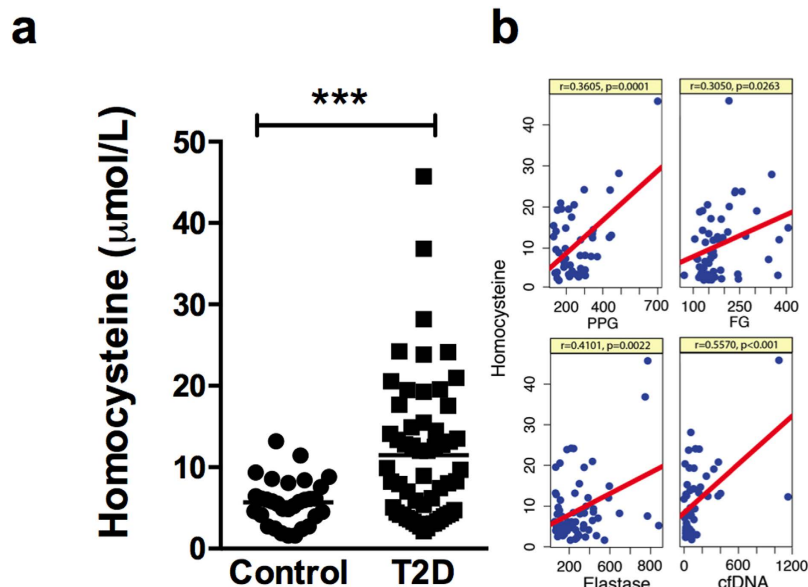 a
b
***
Homocysteine (μmol/L)
50
40
30
20
10
0
Control T2D
Homocysteine
r=0.3605, p=0.0001
r=0.3050, p=0.0263
40
30
20
10
0
200 400 700
PPG
100 250 400
FG
r=0.4101, p=0.0022
r=0.5570, p<0.001
40
30
20
10
0
200 600 800
Elastase
0 600 1200
cfDNA